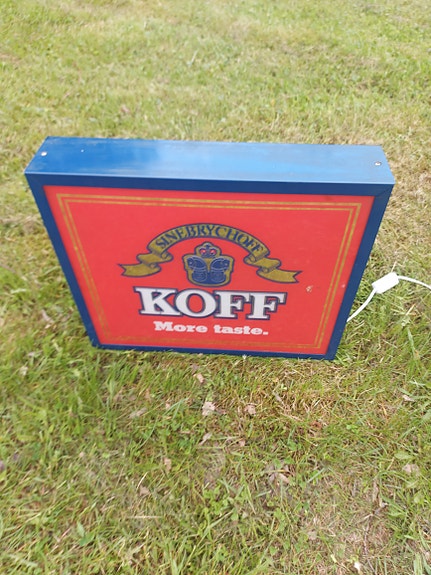 SINEBRYCHOFF
KOFF
More taste.